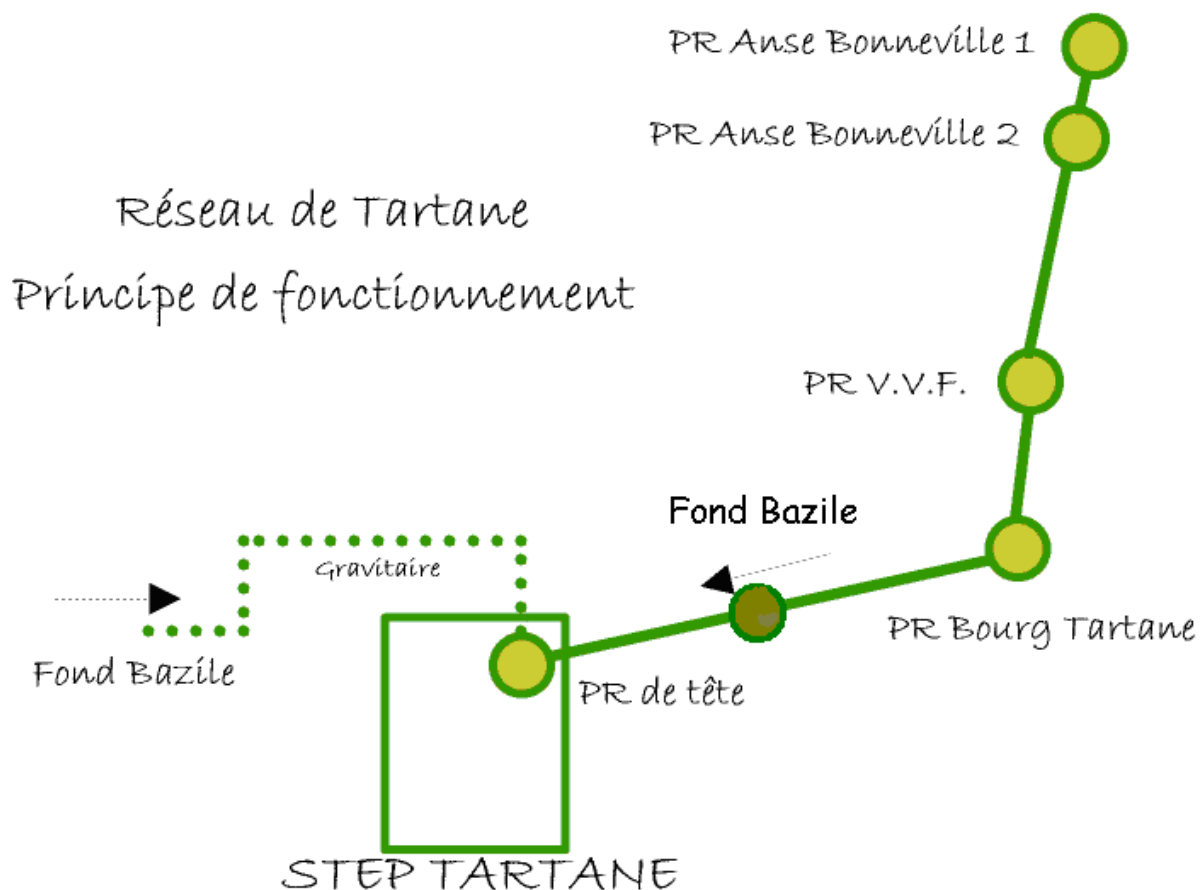 PR Anse Bonneville 1
PR Anse Bonneville 2
Réseau de Tartane
Principe de fonctionnement
PR V.V.F.
Fond Bazile
Gravitaire
PR Bourg Tartane
Fond Bazile
PR de tête
STEP TARTANE